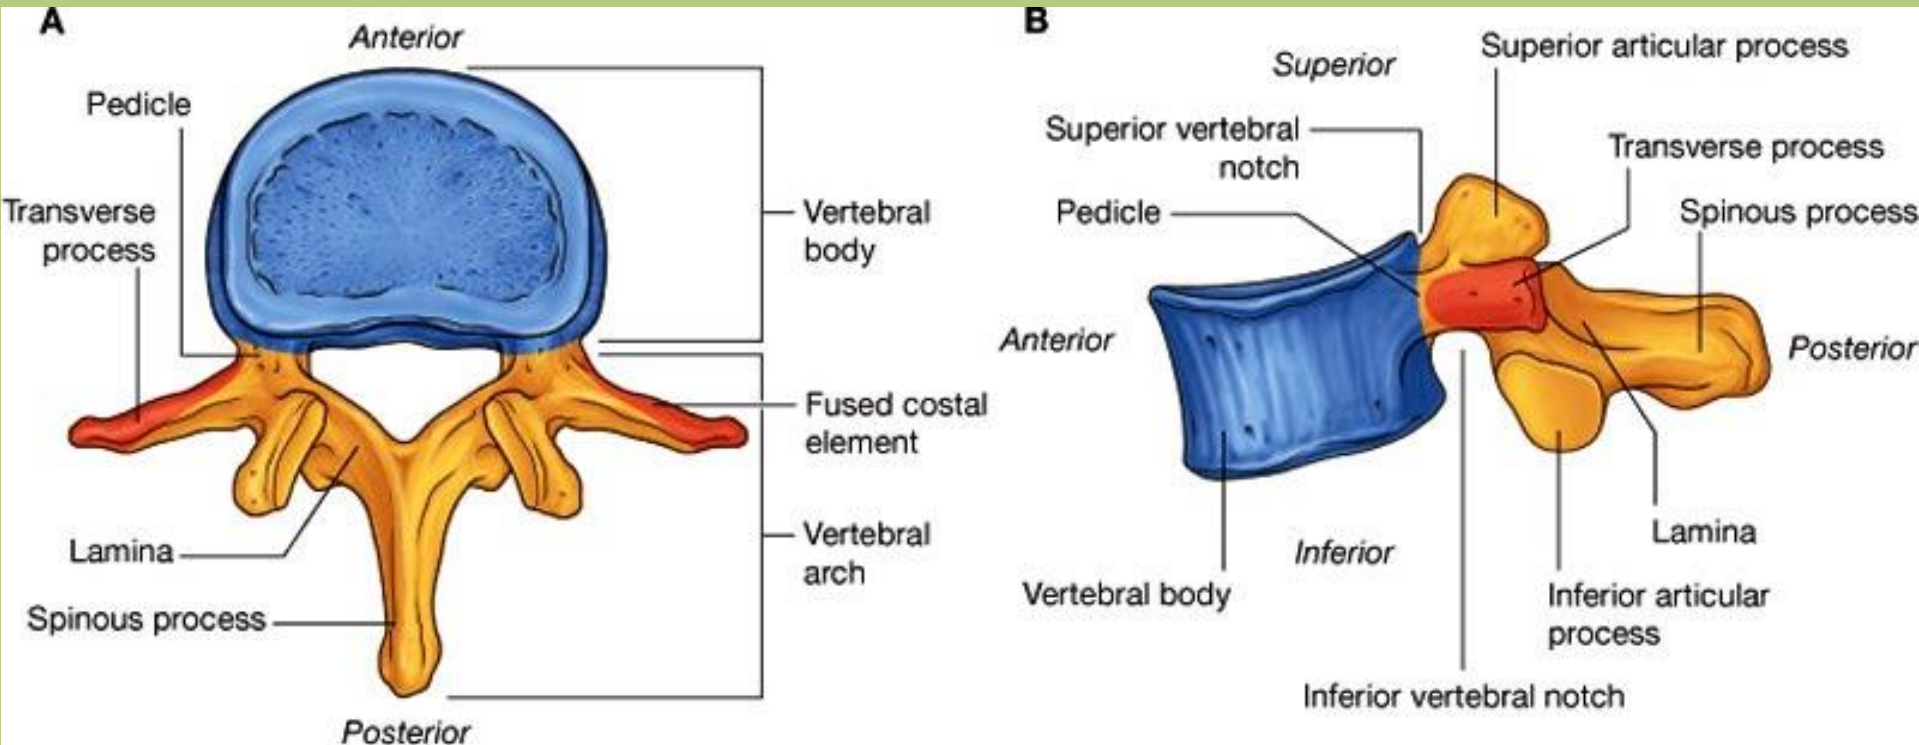 A
Anterior
Pedicle
Transverse
process
Vertebral
body
Fused costal
element
Lamina
Vertebral
arch
Spinous process
Posterior
B
Superior articular process
Superior
Superior vertebral
notch
Transverse process
Pedicle
Spinous process
Anterior
Posterior
Lamina
Inferior
Vertebral body
Inferior articular
process
Inferior vertebral notch